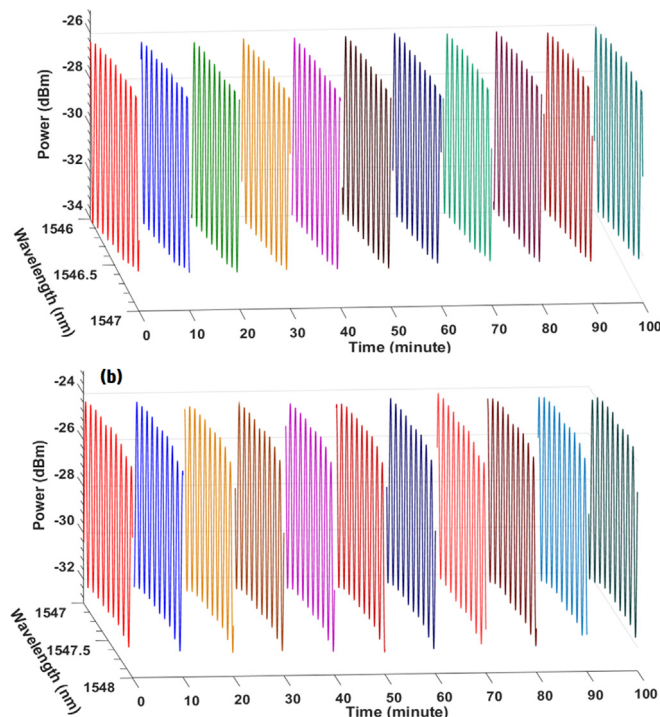 -26
-28
-30
-32
-34
Power (dBm)
1546
1546.5
1547
Wavelength (nm)
0 10 20 30 40 50 60 70 80 90 100
Time (minute)
(b)
-24
-26
-28
-30
-32
Power (dBm)
1547
1547.5
1548
Wavelength (nm)
0 10 20 30 40 50 60 70 80 90 100
Time (minute)